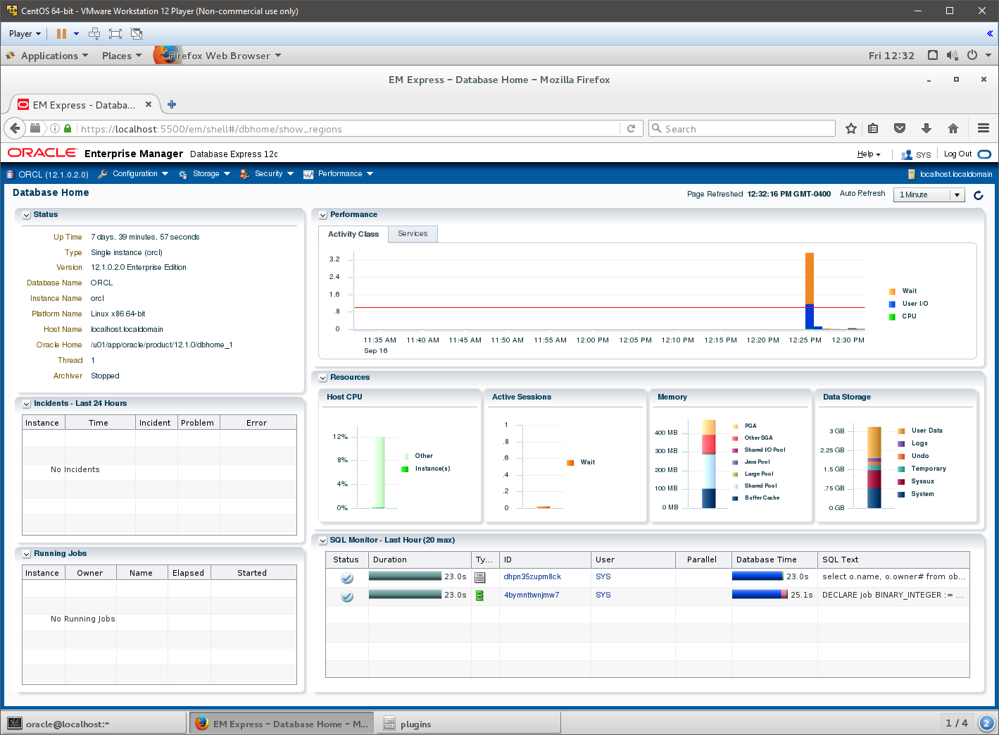 CentOS 64-bit - VMware Workstation 12 Player (Non-commercial use only)
Player
Applications Places Firefox Web Browser Fri 12:32
EM Express – Database Home – Mozilla Firefox
EM Express - Databa...
https://localhost:5500/em/shell#/dbhome/show_regions Search
ORACLE Enterprise Manager Database Express 12c Help SYS Log Out
ORCL (12.1.0.2.0) Configuration Storage Security Performance localhost.localdomain
Database Home
Page Refreshed 12:32:16 PM GMT-0400 Auto Refresh 1 Minute
Status
Up Time 7 days, 39 minutes, 57 seconds
Type Single instance (orcl)
Version 12.1.0.2.0 Enterprise Edition
Database Name ORCL
Instance Name orcl
Platform Name Linux x86 64-bit
Host Name localhost.localdomain
Oracle Home /u01/app/oracle/product/12.1.0/dbhome_1
Thread 1
Archiver Stopped
Performance
Activity Class Services
3.2
2.4
1.6
.8
0
11:35 AM 11:40 AM 11:45 AM 11:50 AM 11:55 AM 12:00 PM 12:05 PM 12:10 PM 12:15 PM 12:20 PM 12:25 PM 12:30 PM
Sep 16
Wait
User I/O
CPU
Incidents - Last 24 Hours
Instance Time Incident Problem Error
No Incidents
Resources
Host CPU
12%
8%
4%
0%
Other
Instance(s)
Active Sessions
1
.8
.6
.4
.2
0
Wait
Memory
400 MB
300 MB
200 MB
100 MB
0 MB
PGA
Other SGA
Shared I/O Pool
Java Pool
Large Pool
Shared Pool
Buffer Cache
Data Storage
3 GB
2.25 GB
1.5 GB
.75 GB
0 GB
User Data
Logs
Undo
Temporary
Sysaux
System
Running Jobs
Instance Owner Name Elapsed Started
No Running Jobs
SQL Monitor - Last Hour (20 max)
Status Duration Ty... ID User Parallel Database Time SQL Text
23.0s SQL dhpn35zupm8ck SYS 23.0s select o.name, o.owner# from ob...
23.0s 4bymnttwnjmw7 SYS 25.1s DECLARE job BINARY_INTEGER := ...
oracle@localhost:~ EM Express – Database Home – M... plugins 1 / 4 2